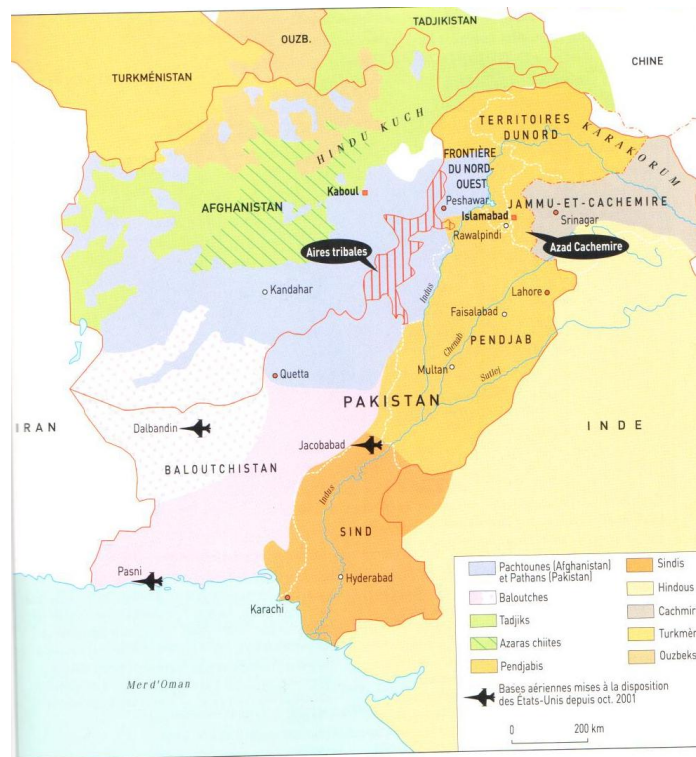 TADJIKISTAN
OUZB.
CHINE
TURKMÉNISTAN
HINDU KUCH
TERRITOIRES
DU NORD
KARAKORUM
FRONTIÈRE
DU NORD-
OUEST
Kaboul
Peshawar
JAMMU-ET-CACHEMIRE
AFGHANISTAN
Islamabad
Srinagar
Rawalpindi
Aires tribales
Azad Cachemire
Kandahar
Indus
Lahore
Faisalabad
Chenab
PENDJAB
Multan
Sutlej
Quetta
PAKISTAN
IRAN
Dalbandin
INDE
Jacobabad
BALOUTCHISTAN
Indus
SIND
Pasni
Hyderabad
Karachi
Mer d'Oman
Pachtounes (Afghanistan)
et Pathans (Pakistan)
Baloutches
Tadjiks
Azaras chiites
Pendjabis
Sindis
Hindous
Cachmir
Turkmèn
Ouzbeks
Bases aériennes mises à la disposition
des États-Unis depuis oct. 2001
0 200 km